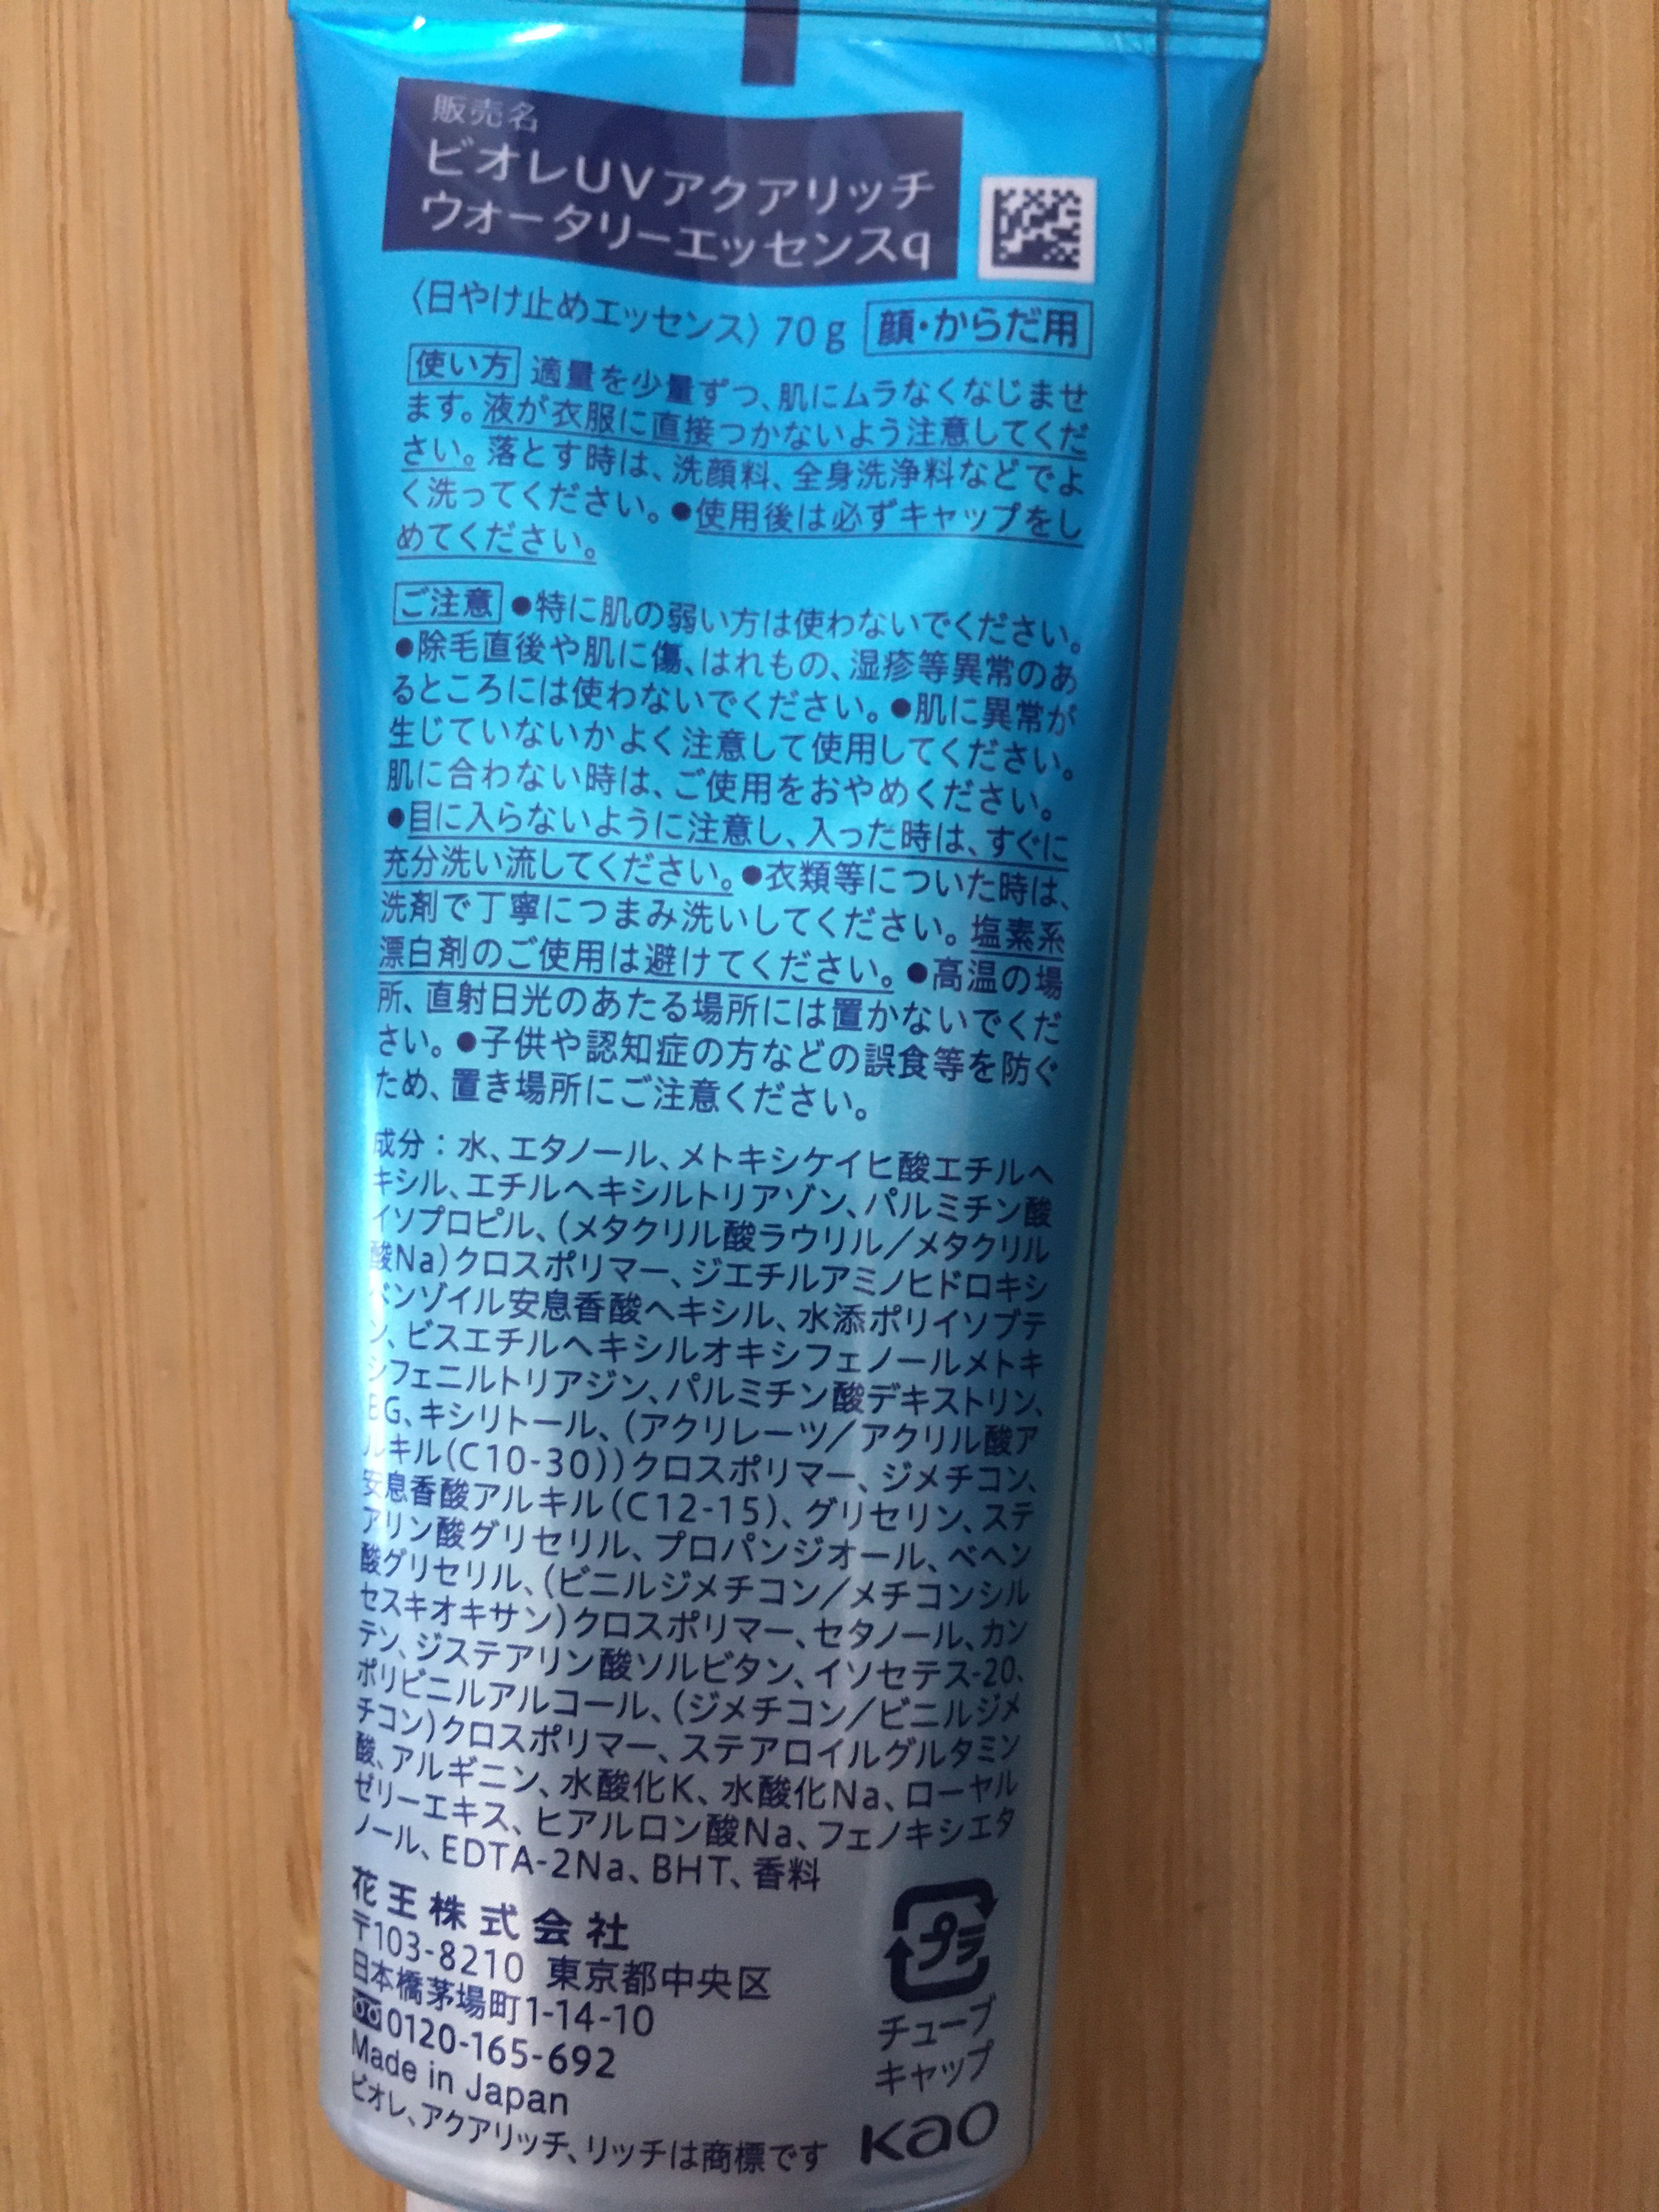 販売名
ビオレUVアクアリッチ
ウォータリーエッセンスq
〈日やけ止めエッセンス〉70g 顔・からだ用
使い方 適量を少量ずつ、肌にムラなくなじませ
ます。液が衣服に直接つかないよう注意してくだ
さい。落とす時は、洗顔料、全身洗浄料などでよ
く洗ってください。●使用後は必ずキャップをし
めてください。
ご注意 ●特に肌の弱い方は使わないでください。
●除毛直後や肌に傷、はれもの、湿疹等異常のあ
るところには使わないでください。●肌に異常が
生じていないかよく注意して使用してください。
肌に合わない時は、ご使用をおやめください。
●目に入らないように注意し、入った時は、すぐに
充分洗い流してください。●衣類等についた時は、
洗剤で丁寧につまみ洗いしてください。塩素系
漂白剤のご使用は避けてください。●高温の場
所、直射日光のあたる場所には置かないでくだ
さい。●子供や認知症の方などの誤食等を防ぐ
ため、置き場所にご注意ください。
成分：水、エタノール、メトキシケイヒ酸エチルヘ
キシル、エチルヘキシルトリアゾン、パルミチン酸
イソプロピル、(メタクリル酸ラウリル／メタクリル
酸Na)クロスポリマー、ジエチルアミノヒドロキシ
ベンゾイル安息香酸ヘキシル、水添ポリイソブテ
ン、ビスエチルヘキシルオキシフェノールメトキ
シフェニルトリアジン、パルミチン酸デキストリン、
BG、キシリトール、(アクリレーツ／アクリル酸ア
ルキル(C10-30))クロスポリマー、ジメチコン、
安息香酸アルキル(C12-15)、グリセリン、ステ
アリン酸グリセリル、プロパンジオール、ベヘン
酸グリセリル、(ビニルジメチコン／メチコンシル
セスキオキサン)クロスポリマー、セタノール、カン
テン、ジステアリン酸ソルビタン、イソセテス-20、
ポリビニルアルコール、(ジメチコン／ビニルジメ
チコン)クロスポリマー、ステアロイルグルタミン
酸、アルギニン、水酸化K、水酸化Na、ローヤル
ゼリーエキス、ヒアルロン酸Na、フェノキシエタ
ノール、EDTA-2Na、BHT、香料
花王株式会社
〒103-8210 東京都中央区
日本橋茅場町1-14-10
0120-165-692
Made in Japan
ビオレ、アクアリッチ、リッチは商標です
プラ
チューブ
キャップ
Kao